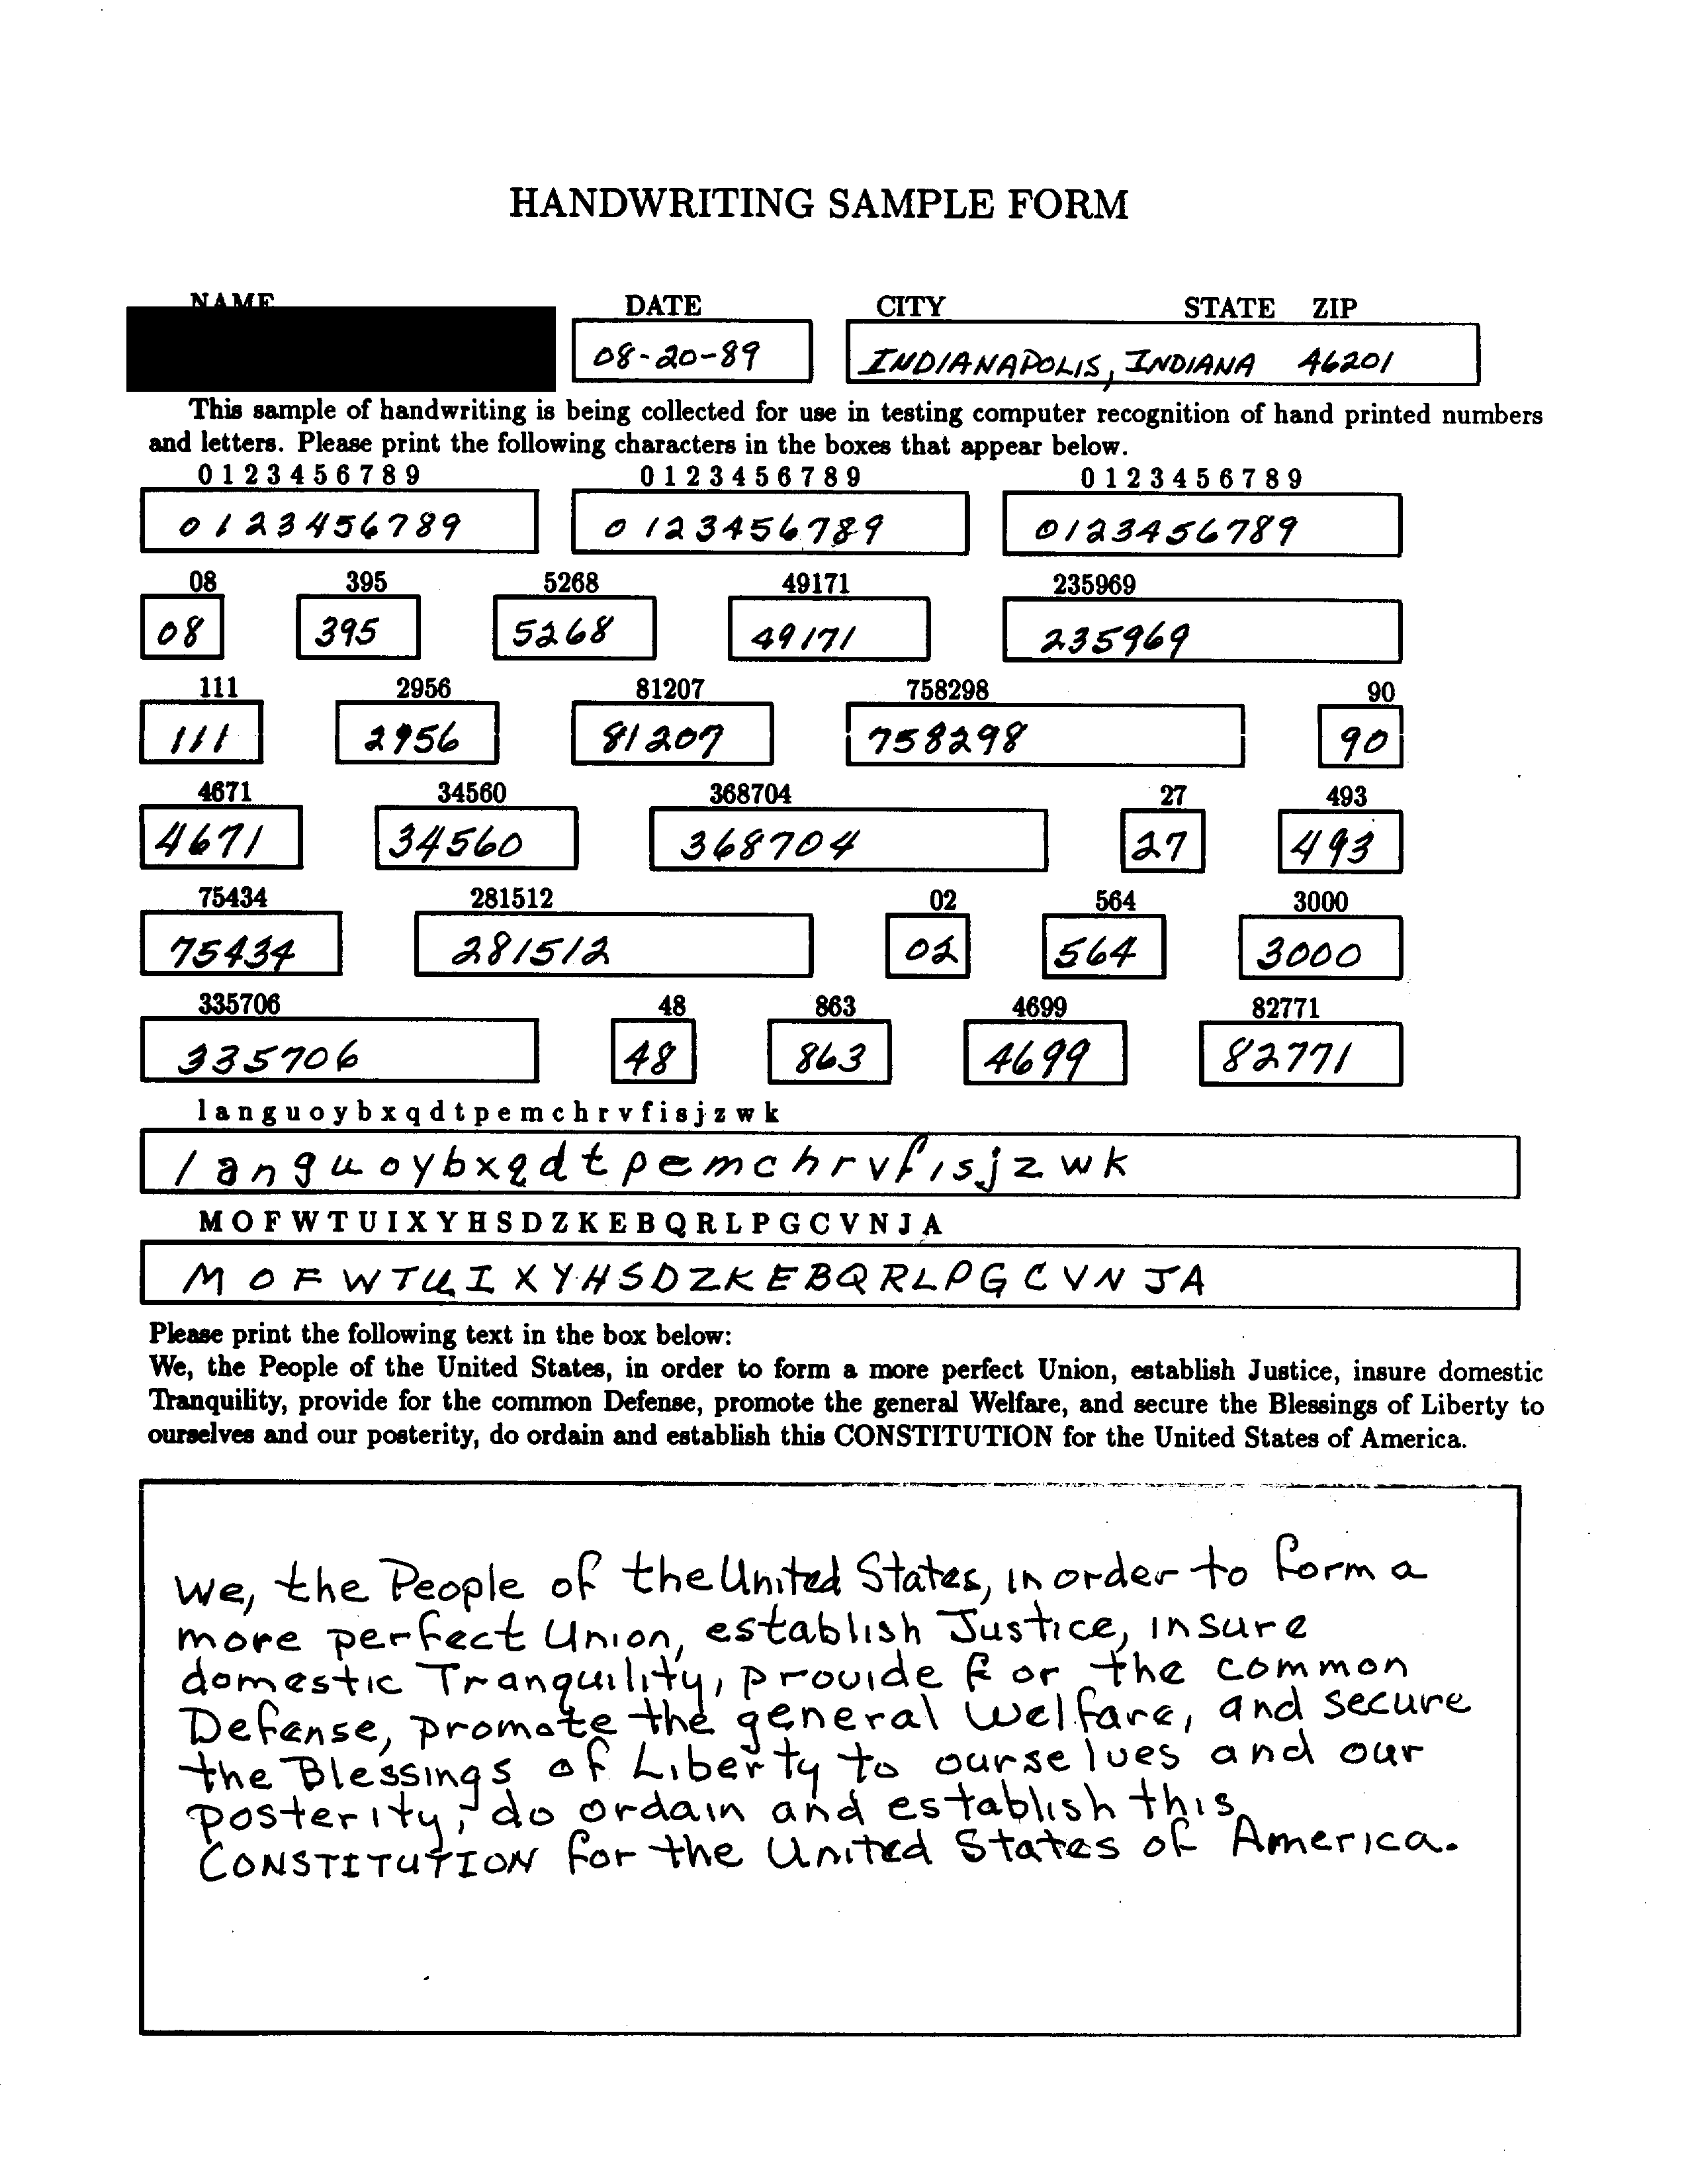 HANDWRITING SAMPLE FORM
NAME DATE CITY STATE ZIP
08-20-89 INDIANAPOLIS, INDIANA 46201
This sample of handwriting is being collected for use in testing computer recognition of hand printed numbers
and letters. Please print the following characters in the boxes that appear below.
0 1 2 3 4 5 6 7 8 9 0 1 2 3 4 5 6 7 8 9 0 1 2 3 4 5 6 7 8 9
0123456789 0123456789 0123456789
08 395 5268 49171 235969
08 395 5268 49171 235969
111 2956 81207 758298 90
111 2956 81207 758298 90
4671 34560 368704 27 493
4671 34560 368704 27 493
75434 281512 02 564 3000
75434 281512 02 564 3000
335706 48 863 4699 82771
335706 48 863 4699 82771
l a n g u o y b x q d t p e m c h r v f i s j z w k
l a n g u o y b x q d t p e m c h r v f i s j z w k
M O F W T U I X Y H S D Z K E B Q R L P G C V N J A
M O F W T U I X Y H S D Z K E B Q R L P G C V N J A
Please print the following text in the box below:
We, the People of the United States, in order to form a more perfect Union, establish Justice, insure domestic
Tranquility, provide for the common Defense, promote the general Welfare, and secure the Blessings of Liberty to
ourselves and our posterity, do ordain and establish this CONSTITUTION for the United States of America.
We, the People of the United States, in order to form a
more perfect Union, establish Justice, insure
domestic Tranquility, provide for the common
Defense, promote the general Welfare, and secure
the Blessings of Liberty to ourselves and our
posterity, do ordain and establish this
CONSTITUTION for the United States of America.